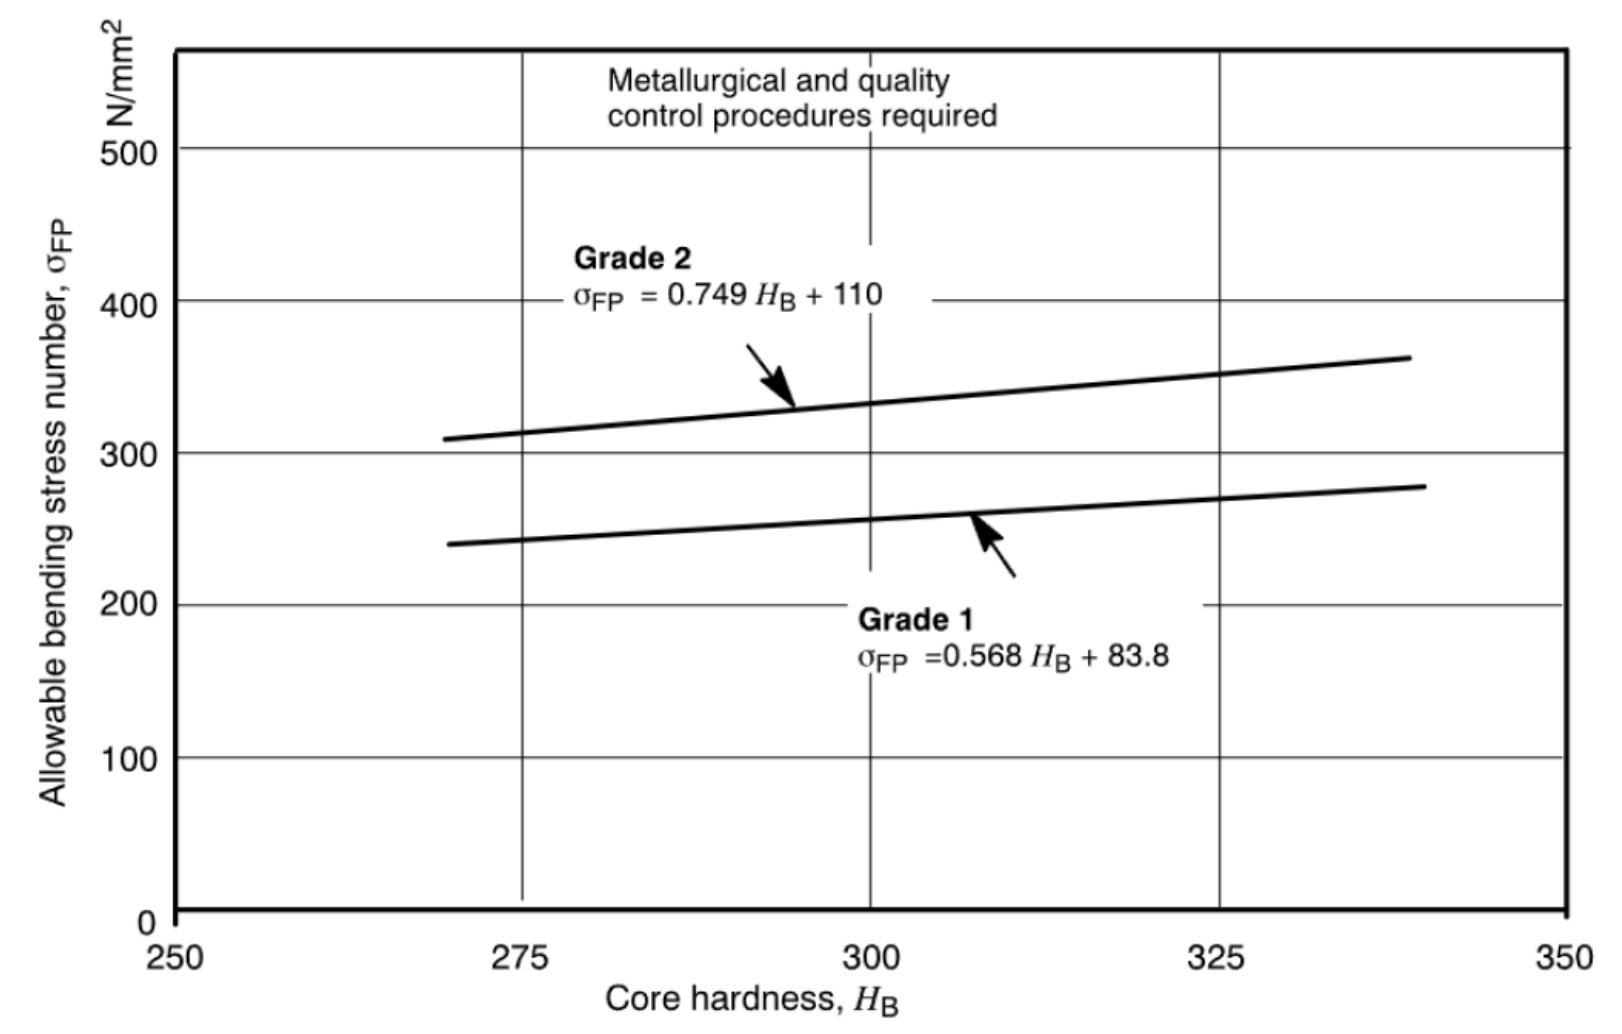 N/mm²
Metallurgical and quality
control procedures required
500
Grade 2
σFP = 0.749 HB + 110
400
300
Allowable bending stress number, σFP
200
Grade 1
σFP =0.568 HB + 83.8
100
0
250 275 300 325 350
Core hardness, HB